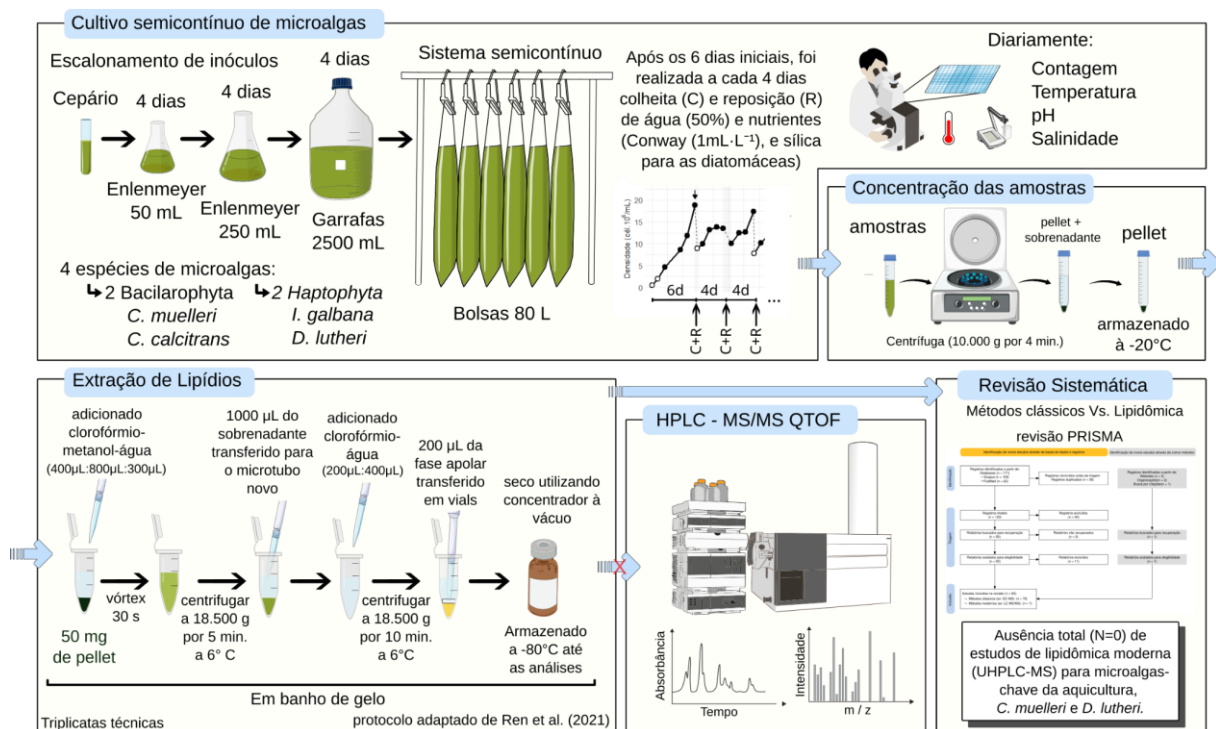 Cultivo semicontínuo de microalgas
Escalonamento de inóculos
Cepário
4 dias
4 dias
4 dias
Enlenmeyer
50 mL
Enlenmeyer
250 mL
Garrafas
2500 mL
4 espécies de microalgas:
2 Bacilarophyta
C. muelleri
C. calcitrans
2 Haptophyta
I. galbana
D. lutheri
Sistema semicontínuo
Bolsas 80 L
Após os 6 dias iniciais, foi
realizada a cada 4 dias
colheita (C) e reposição (R)
de água (50%) e nutrientes
(Conway (1mL·L⁻¹), e sílica
para as diatomáceas)
20
15
10
5
0
6d
4d
4d
...
C+R
C+R
C+R
Diariamente:
Contagem
Temperatura
pH
Salinidade
Concentração das amostras
amostras
pellet +
sobrenadante
pellet
Centrífuga (10.000 g por 4 min.)
armazenado
à -20°C
Extração de Lipídios
adicionado
clorofórmio-
metanol-água
(400µL:800µL:300µL)
1000 µL do
sobrenadante
transferido para
o microtubo
novo
adicionado
clorofórmio-
água
(200µL:400µL)
200 µL da
fase apolar
transferido
em vials
seco utilizando
concentrador à
vácuo
vórtex
30 s
50 mg
de pellet
centrifugar
a 18.500 g
por 5 min.
a 6° C
centrifugar
a 18.500 g
por 10 min.
a 6°C
Armazenado
a -80°C até
as análises
Em banho de gelo
Triplicatas técnicas
protocolo adaptado de Ren et al. (2021)
HPLC - MS/MS QTOF
Absorbância
Tempo
Intensidade
m / z
Revisão Sistemática
Métodos clássicos Vs. Lipidômica
revisão PRISMA
Ausência total (N=0) de
estudos de lipidômica moderna
(UHPLC-MS) para microalgas-
chave da aquicultura,
C. muelleri e D. lutheri.